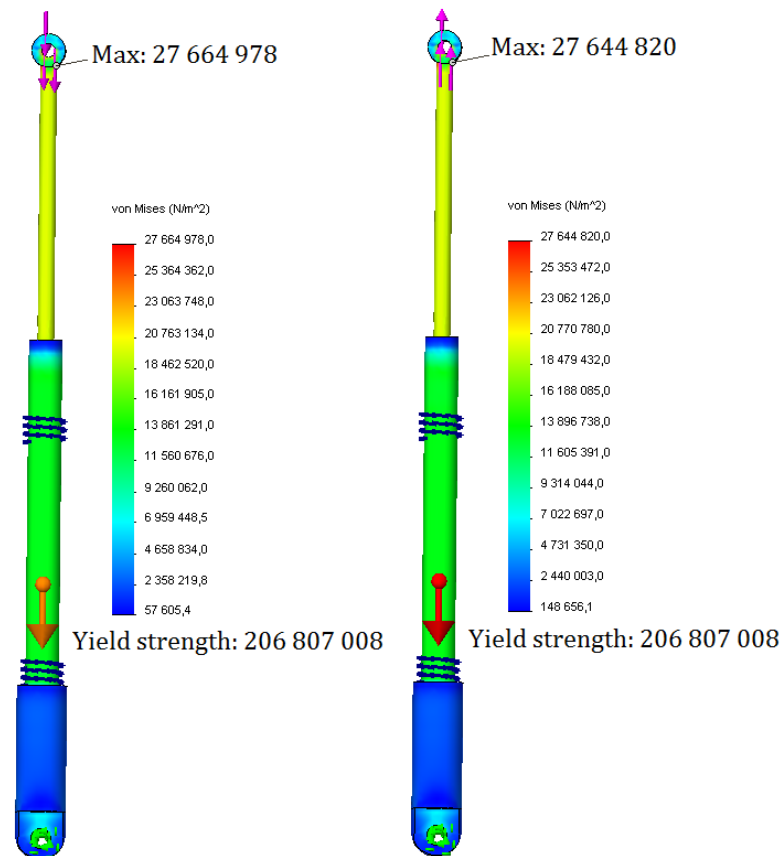 Max: 27 664 978
von Mises (N/m^2)
27 664 978,0
25 364 362,0
23 063 748,0
20 763 134,0
18 462 520,0
16 161 905,0
13 861 291,0
11 560 676,0
9 260 062,0
6 959 448,5
4 658 834,0
2 358 219,8
57 605,4
Yield strength: 206 807 008
Max: 27 644 820
von Mises (N/m^2)
27 644 820,0
25 353 472,0
23 062 126,0
20 770 780,0
18 479 432,0
16 188 085,0
13 896 738,0
11 605 391,0
9 314 044,0
7 022 697,0
4 731 350,0
2 440 003,0
148 656,1
Yield strength: 206 807 008